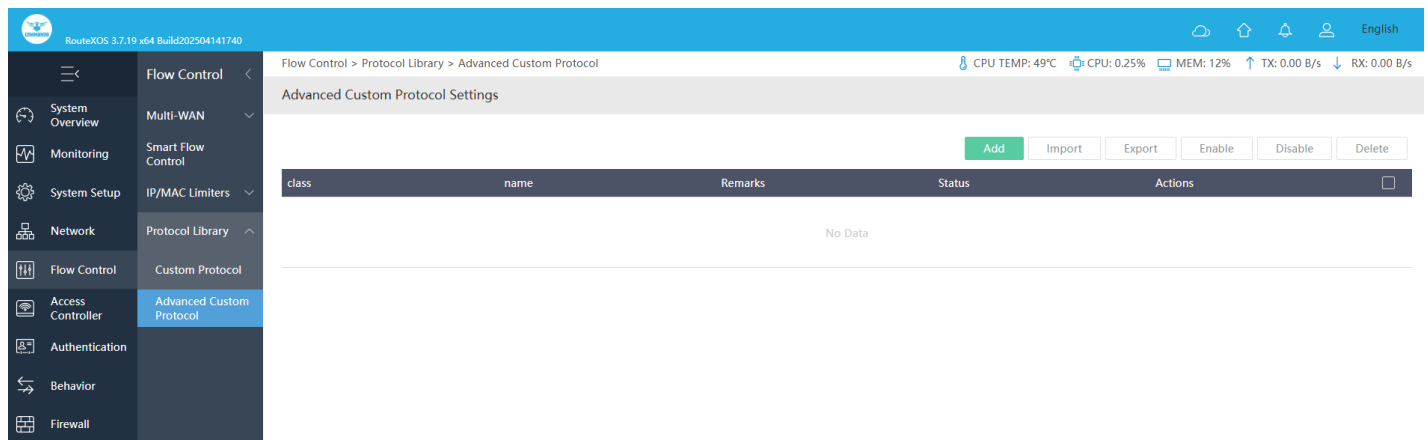 COMMANDO
RouteXOS 3.7.19 x64 Build202504141740
English
Flow Control
Flow Control > Protocol Library > Advanced Custom Protocol
CPU TEMP: 49℃ CPU: 0.25% MEM: 12% TX: 0.00 B/s RX: 0.00 B/s
Advanced Custom Protocol Settings
System
Overview
Monitoring
System Setup
Network
Flow Control
Access
Controller
Authentication
Behavior
Firewall
Multi-WAN
Smart Flow
Control
IP/MAC Limiters
Protocol Library
Custom Protocol
Advanced Custom
Protocol
Add Import Export Enable Disable Delete
class name Remarks Status Actions
No Data